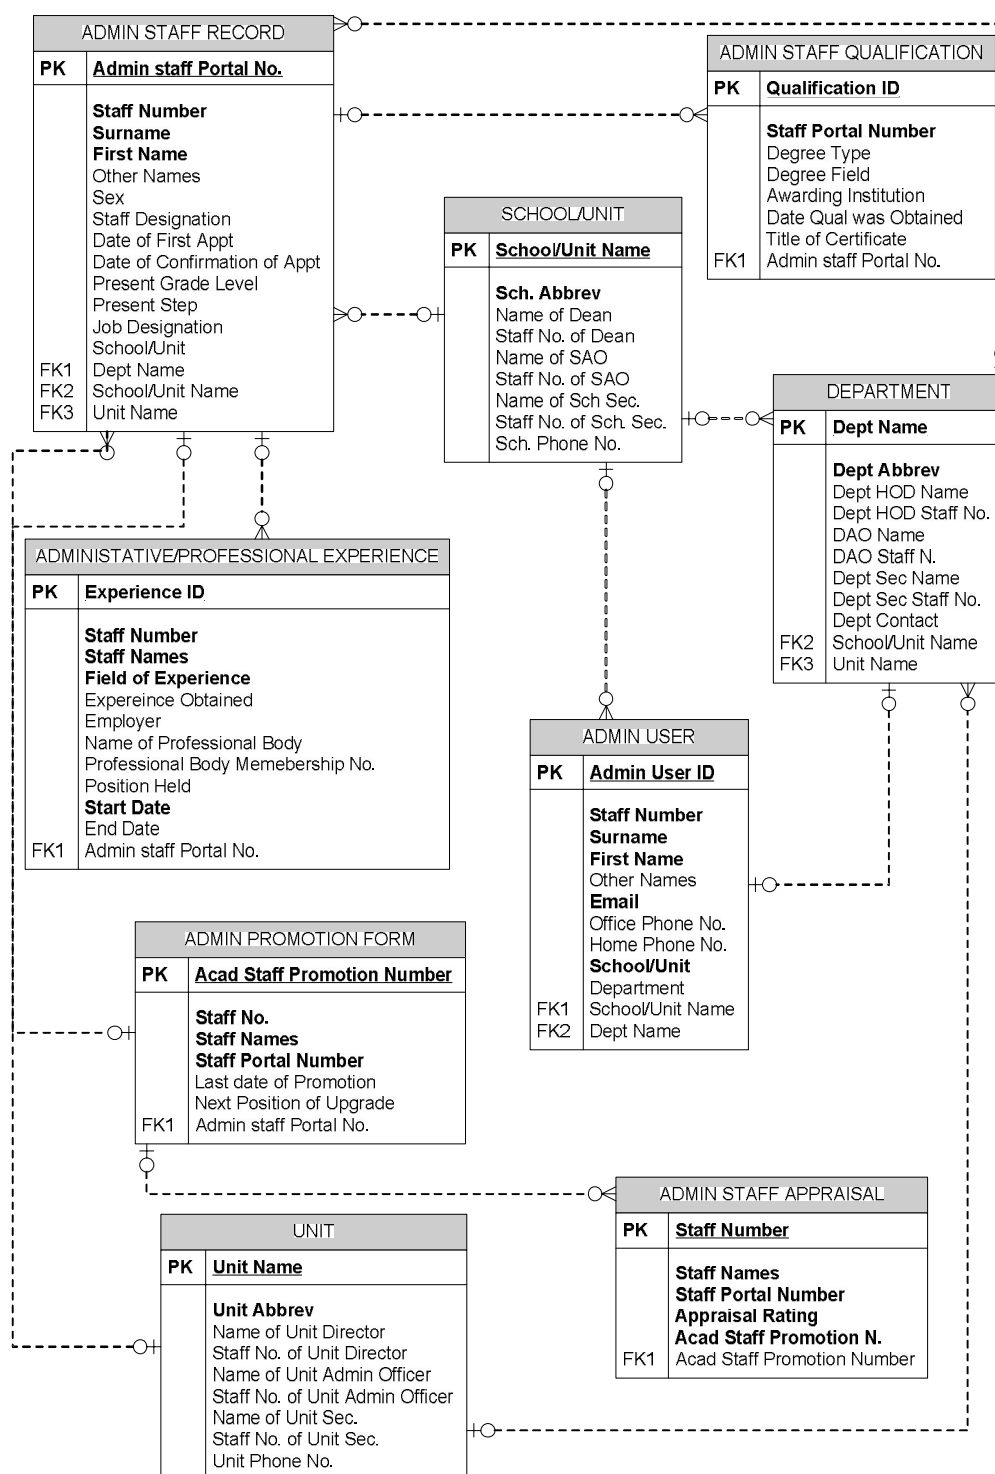 ADMIN STAFF RECORD
PK Admin staff Portal No.
Staff Number
Surname
First Name
Other Names
Sex
Staff Designation
Date of First Appt
Date of Confirmation of Appt
Present Grade Level
Present Step
Job Designation
School/Unit
FK1 Dept Name
FK2 School/Unit Name
FK3 Unit Name
ADMIN STAFF QUALIFICATION
PK Qualification ID
Staff Portal Number
Degree Type
Degree Field
Awarding Institution
Date Qual was Obtained
Title of Certificate
FK1 Admin staff Portal No.
SCHOOL/UNIT
PK School/Unit Name
Sch. Abbrev
Name of Dean
Staff No. of Dean
Name of SAO
Staff No. of SAO
Name of Sch Sec.
Staff No. of Sch. Sec.
Sch. Phone No.
DEPARTMENT
PK Dept Name
Dept Abbrev
Dept HOD Name
Dept HOD Staff No.
DAO Name
DAO Staff N.
Dept Sec Name
Dept Sec Staff No.
Dept Contact
FK2 School/Unit Name
FK3 Unit Name
ADMINISTATIVE/PROFESSIONAL EXPERIENCE
PK Experience ID
Staff Number
Staff Names
Field of Experience
Expereince Obtained
Employer
Name of Professional Body
Professional Body Memebership No.
Position Held
Start Date
End Date
FK1 Admin staff Portal No.
ADMIN USER
PK Admin User ID
Staff Number
Surname
First Name
Other Names
Email
Office Phone No.
Home Phone No.
School/Unit
Department
FK1 School/Unit Name
FK2 Dept Name
ADMIN PROMOTION FORM
PK Acad Staff Promotion Number
Staff No.
Staff Names
Staff Portal Number
Last date of Promotion
Next Position of Upgrade
FK1 Admin staff Portal No.
ADMIN STAFF APPRAISAL
PK Staff Number
Staff Names
Staff Portal Number
Appraisal Rating
Acad Staff Promotion N.
FK1 Acad Staff Promotion Number
UNIT
PK Unit Name
Unit Abbrev
Name of Unit Director
Staff No. of Unit Director
Name of Unit Admin Officer
Staff No. of Unit Admin Officer
Name of Unit Sec.
Staff No. of Unit Sec.
Unit Phone No.